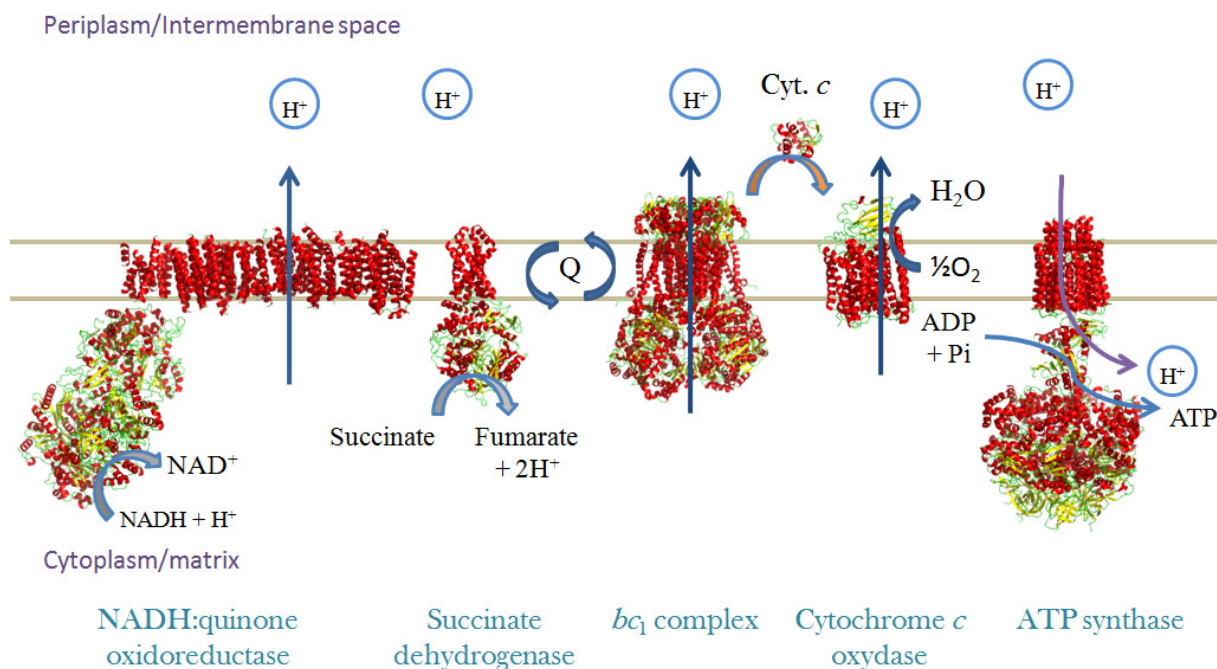 Periplasm/Intermembrane space
H⁺
H⁺
H⁺
Cyt. c
H⁺
H⁺
H₂O
Q
½O₂
ADP
+ Pi
H⁺
ATP
Succinate
Fumarate
+ 2H⁺
NAD⁺
NADH + H⁺
Cytoplasm/matrix
NADH:quinone
oxidoreductase
Succinate
dehydrogenase
bc₁ complex
Cytochrome c
oxydase
ATP synthase